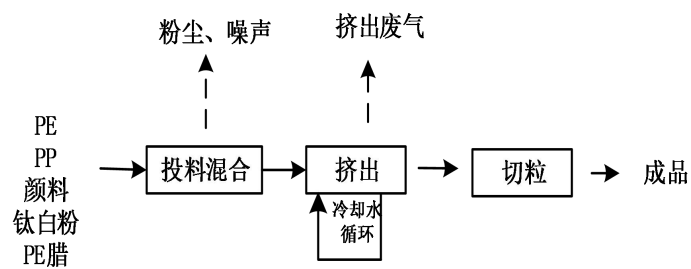 粉尘、噪声
挤出废气
PE
PP
颜料
钛白粉
PE腊
投料混合
挤出
冷却水
循环
切粒
成品